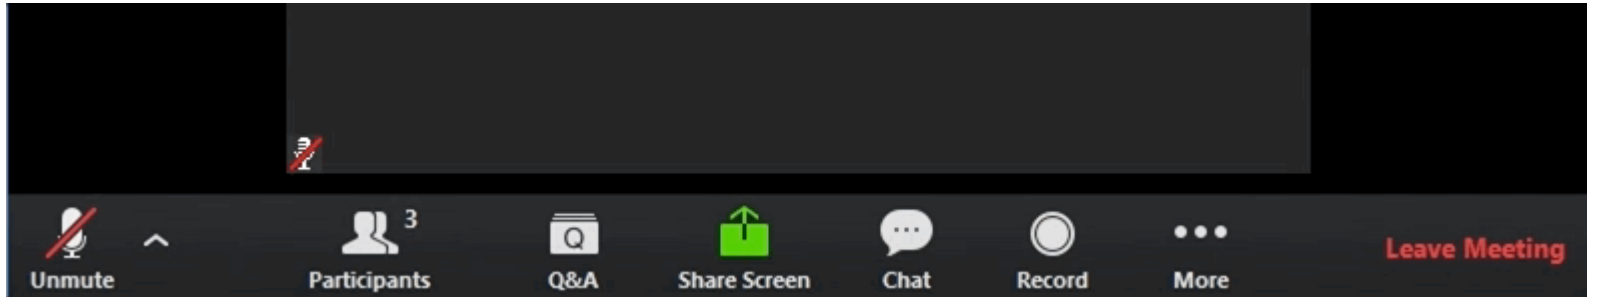 3
Q
Unmute
Participants
Q&A
Share Screen
Chat
Record
More
Leave Meeting